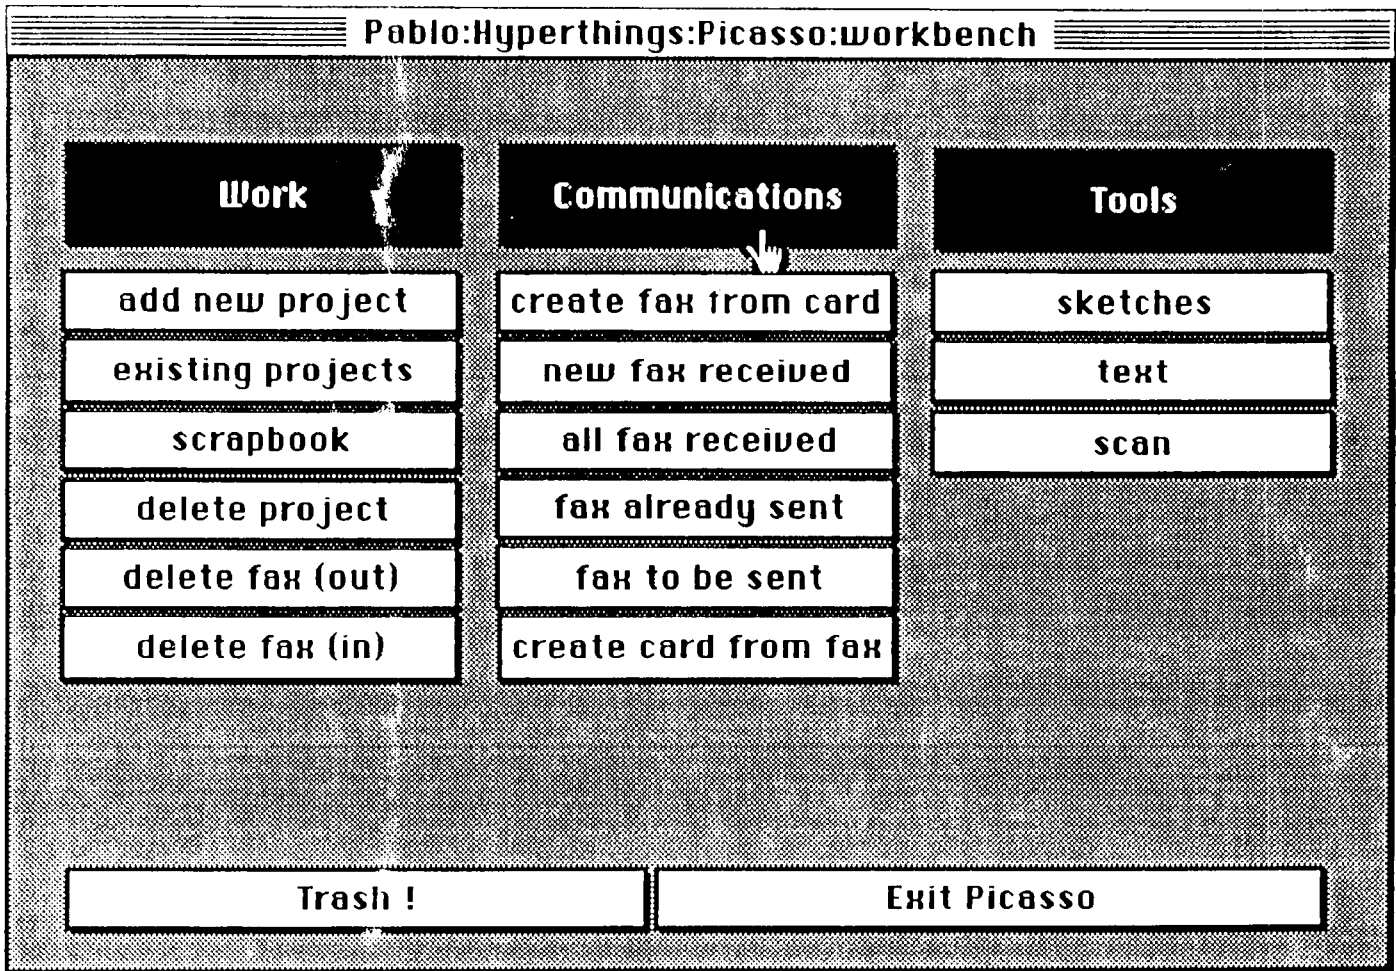 Pablo:Hyperthings:Picasso:workbench
Work
add new project
existing projects
scrapbook
delete project
delete fax (out)
delete fax (in)
Communications
create fax from card
new fax received
all fax received
fax already sent
fax to be sent
create card from fax
Tools
sketches
text
scan
Trash !
Exit Picasso